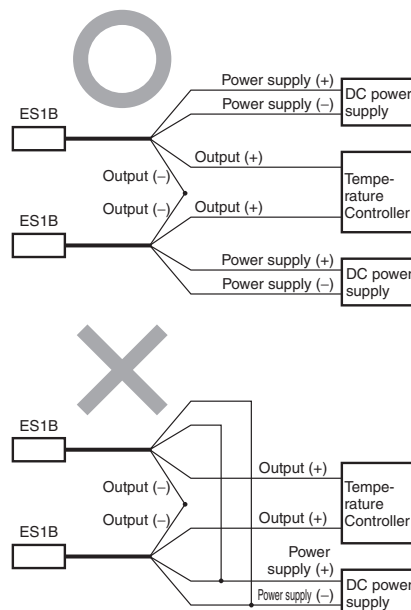 Power supply (+)
Power supply (−)
DC power
supply
ES1B
Output (−)
Output (+)
Output (−)
Output (+)
Tempe-
rature
Controller
ES1B
Power supply (+)
Power supply (−)
DC power
supply
ES1B
Output (+)
Output (−)
Output (−)
Output (+)
Tempe-
rature
Controller
ES1B
Power
supply (+)
Power supply (−)
DC power
supply